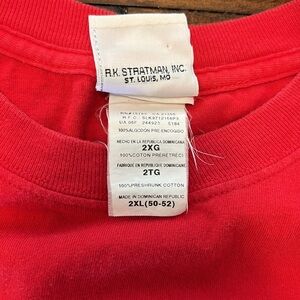 R.K. STRATMAN, INC.
ST. LOUIS, MO
100%ALGODON PRE ENCOGIDO
HECHO EN LA REPUBLICA DOMINICANA
2XG
100%COTON PRERETRECI
FABRIQUE EN REPUBLIQUE DOMINICAINE
2TG
100%PRESHRUNK COTTON
MADE IN DOMINICAN REPUBLIC
2XL(50-52)